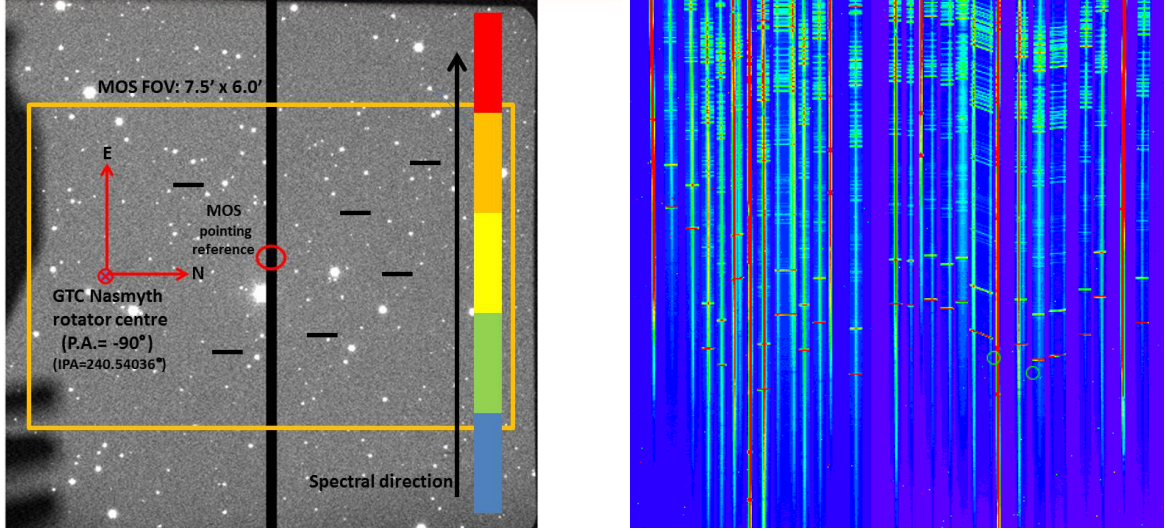 MOS FOV: 7.5’ x 6.0’
E
MOS
pointing
reference
N
GTC Nasmyth
rotator centre
(P.A.= -90°)
(IPA=240.54036°)
Spectral direction